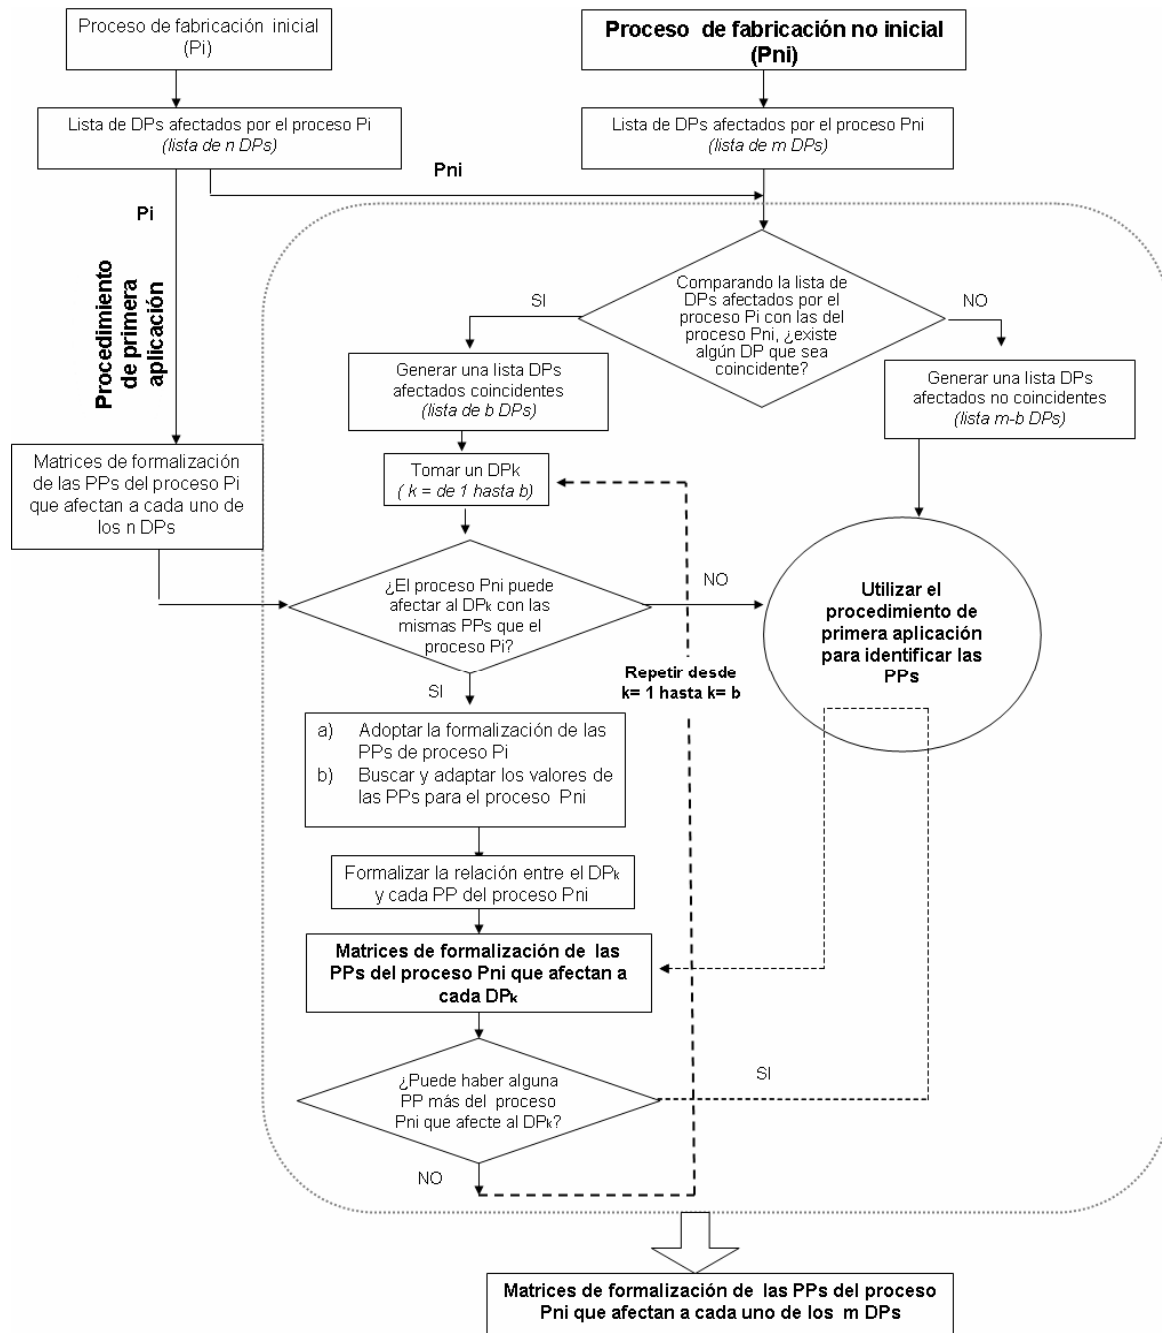 Proceso de fabricación inicial
(Pi)
Proceso de fabricación no inicial
(Pni)
Lista de DPs afectados por el proceso Pi
(lista de n DPs)
Lista de DPs afectados por el proceso Pni
(lista de m DPs)
Pni
Pi
Procedimiento
de primera
aplicación
Comparando la lista de
DPs afectados por el
proceso Pi con las del
proceso Pni, ¿existe
algún DP que sea
coincidente?
SI
NO
Generar una lista DPs
afectados coincidentes
(lista de b DPs)
Generar una lista DPs
afectados no coincidentes
(lista m-b DPs)
Matrices de formalización
de las PPs del proceso Pi
que afectan a cada uno de
los n DPs
Tomar un DPk
( k = de 1 hasta b)
¿El proceso Pni puede
afectar al DPk con las
mismas PPs que el
proceso Pi?
NO
SI
Utilizar el
procedimiento de
primera aplicación
para identificar las
PPs
Repetir desde
k= 1 hasta k= b
a) Adoptar la formalización de las
PPs de proceso Pi
b) Buscar y adaptar los valores de
las PPs para el proceso Pni
Formalizar la relación entre el DPk
y cada PP del proceso Pni
Matrices de formalización de las
PPs del proceso Pni que afectan a
cada DPk
¿Puede haber alguna
PP más del proceso
Pni que afecte al DPk?
SI
NO
Matrices de formalización de las PPs del proceso
Pni que afectan a cada uno de los m DPs